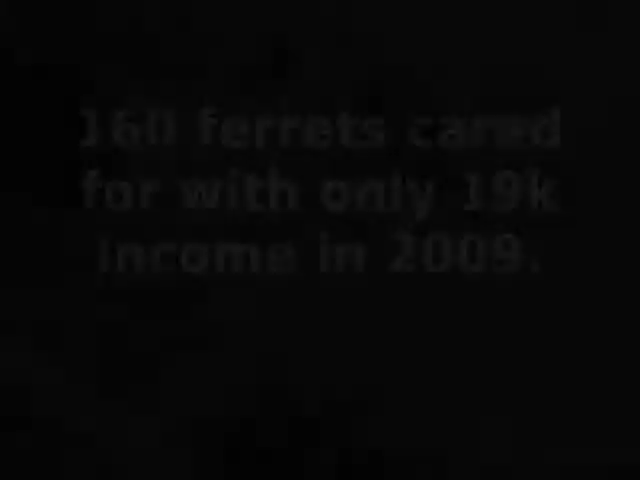 160 ferrets cared
for with only 19k
income in 2009.